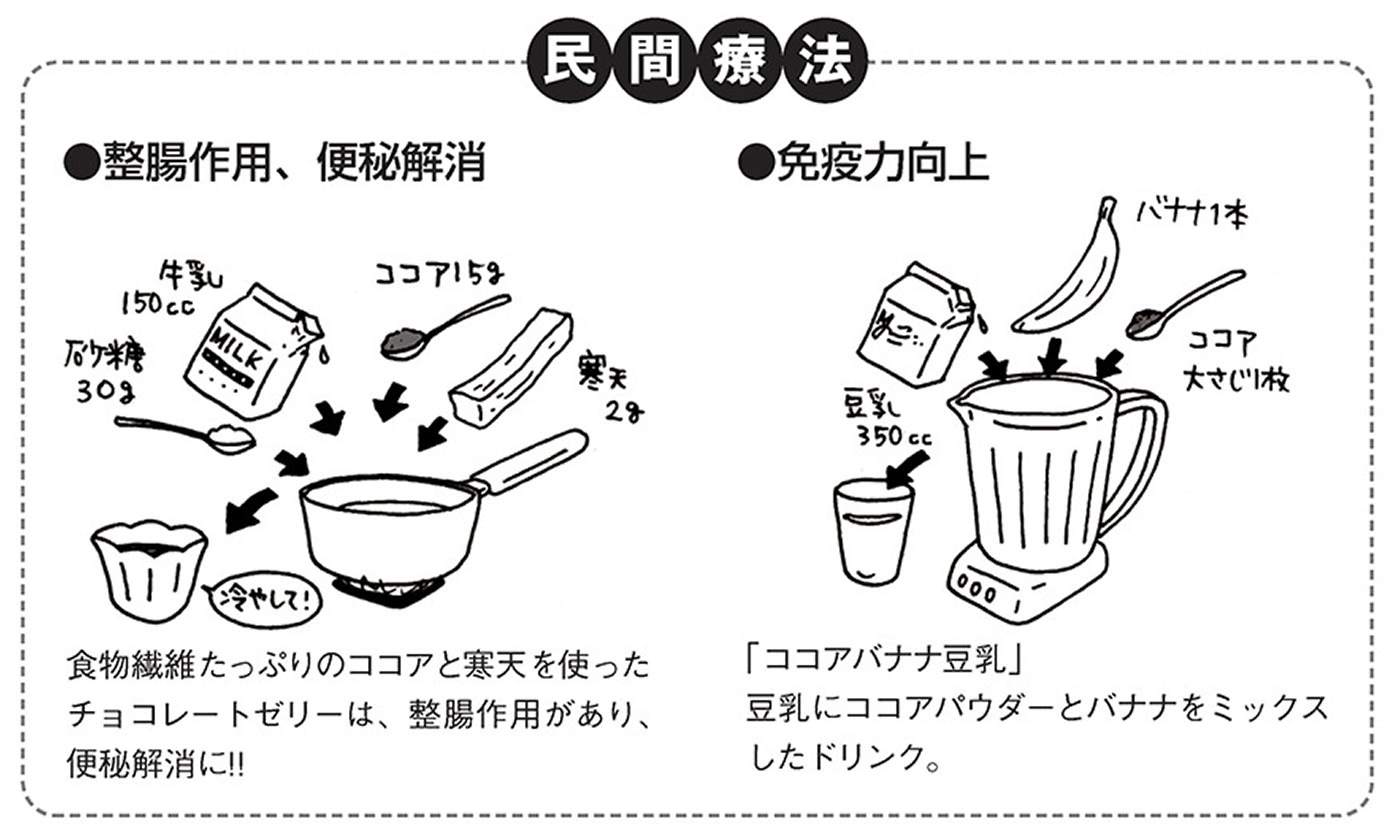 民間療法
●整腸作用、便秘解消
牛乳
150cc
ココア15g
砂糖
30g
MILK
寒天
2g
冷やして!
食物繊維たっぷりのココアと寒天を使った
チョコレートゼリーは、整腸作用があり、
便秘解消に!!
●免疫力向上
バナナ1本
ココア
大さじ1杯
豆乳
350cc
「ココアバナナ豆乳」
豆乳にココアパウダーとバナナをミックス
したドリンク。